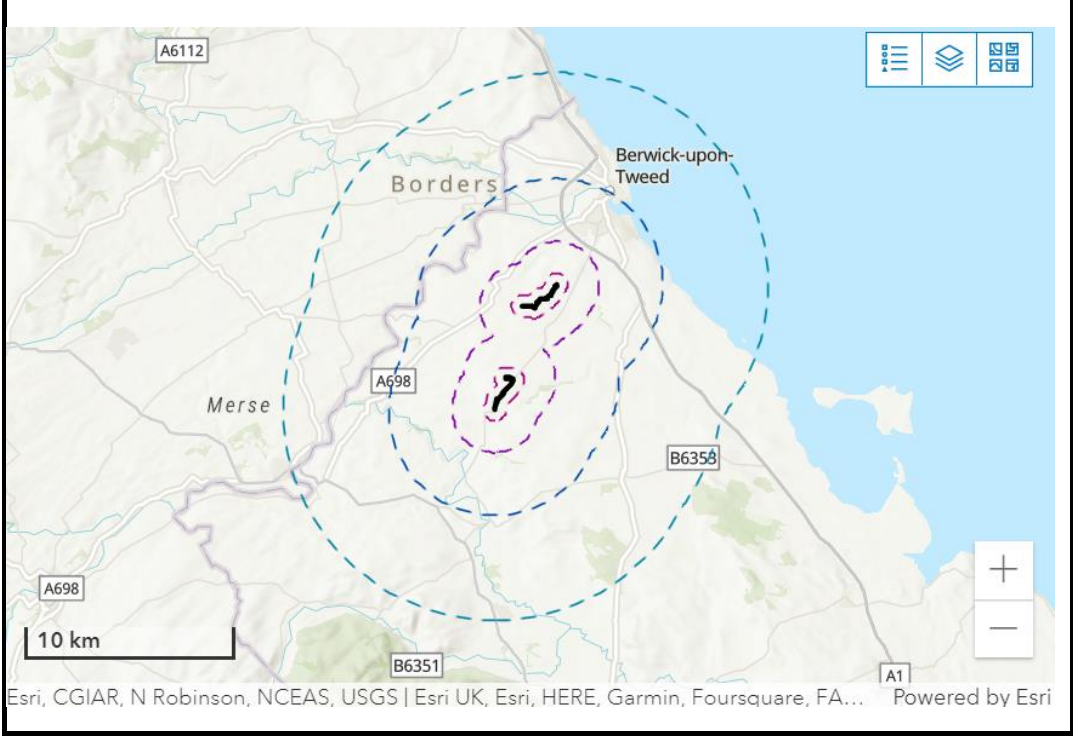 A6112
Berwick-upon-
Tweed
Borders
A698
Merse
B6353
A698
10 km
B6351
A1
Esri, CGIAR, N Robinson, NCEAS, USGS | Esri UK, Esri, HERE, Garmin, Foursquare, FA... Powered by Esri